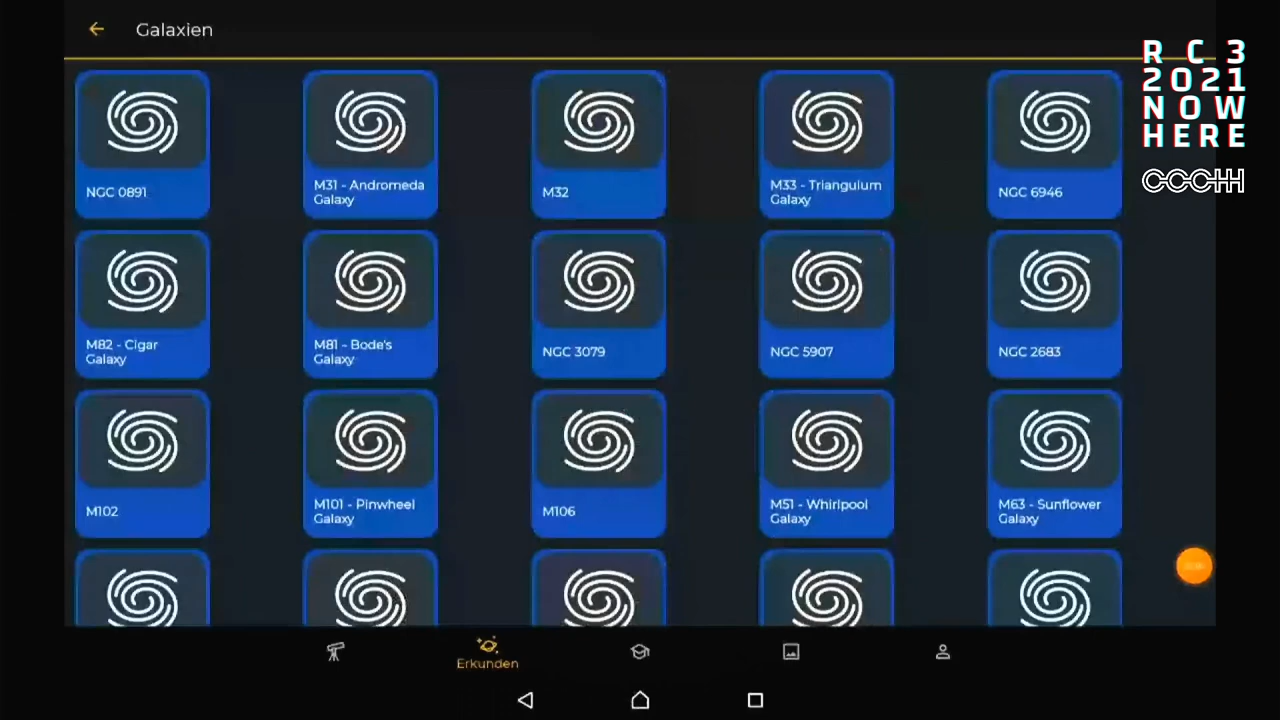 Galaxien
R C 3
2021
NOW
HERE
CCCHH
NGC 0891
M31 - Andromeda
Galaxy
M32
M33 - Triangulum
Galaxy
NGC 6946
M82 - Cigar
Galaxy
M81 - Bode's
Galaxy
NGC 3079
NGC 5907
NGC 2683
M102
M101 - Pinwheel
Galaxy
M106
M51 - Whirlpool
Galaxy
M63 - Sunflower
Galaxy
Erkunden